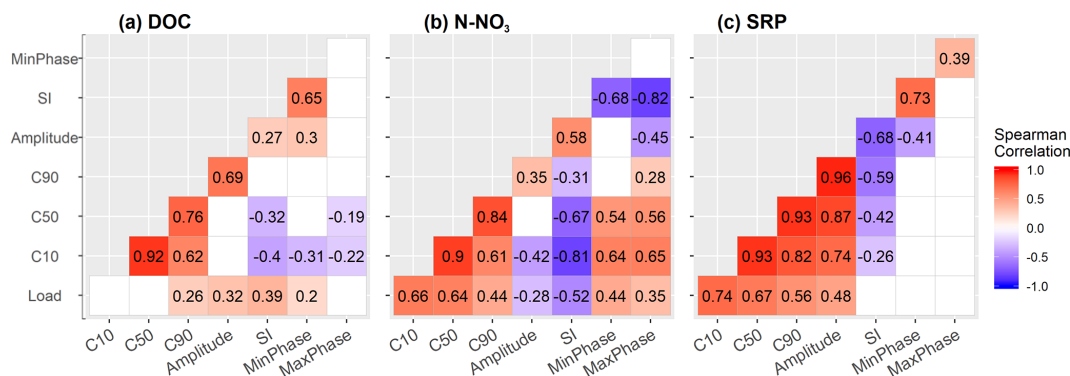 (a) DOC (b) N-NO₃ (c) SRP
MinPhase 0.39
SI 0.65 -0.68 -0.82 0.73
Amplitude 0.27 0.3 0.58 -0.45 -0.68 -0.41
C90 0.69 0.35 -0.31 0.28 0.96 -0.59
C50 0.76 -0.32 -0.19 0.84 -0.67 0.54 0.56 0.93 0.87 -0.42
C10 0.92 0.62 -0.4 -0.31 -0.22 0.9 0.61 -0.42 -0.81 0.64 0.65 0.93 0.82 0.74 -0.26
Load 0.26 0.32 0.39 0.2 0.66 0.64 0.44 -0.28 -0.52 0.44 0.35 0.74 0.67 0.56 0.48
C10 C50 C90 Amplitude SI MinPhase MaxPhase C10 C50 C90 Amplitude SI MinPhase MaxPhase C10 C50 C90 Amplitude SI MinPhase MaxPhase
Spearman
Correlation
1.0
0.5
0.0
-0.5
-1.0